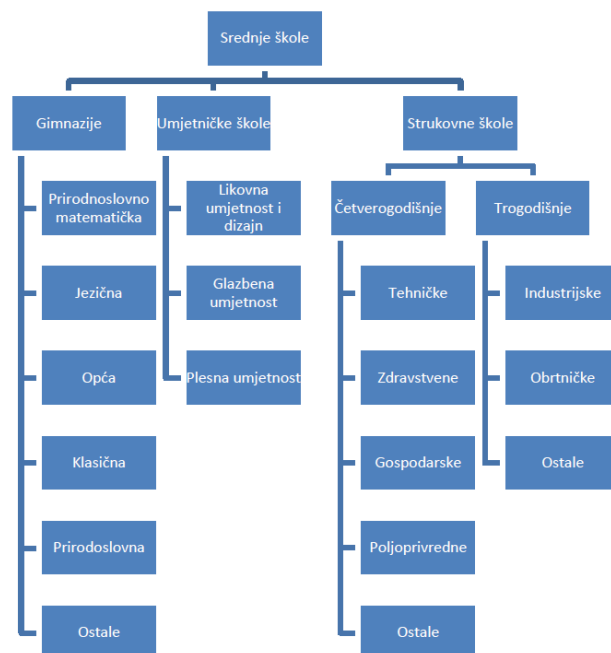 Srednje škole
Gimnazije
Umjetničke škole
Strukovne škole
Prirodnoslovno
matematička
Jezična
Opća
Klasična
Prirodoslovna
Ostale
Likovna
umjetnost i
dizajn
Glazbena
umjetnost
Plesna umjetnost
Četverogodišnje
Trogodišnje
Tehničke
Zdravstvene
Gospodarske
Poljoprivredne
Ostale
Industrijske
Obrtničke
Ostale